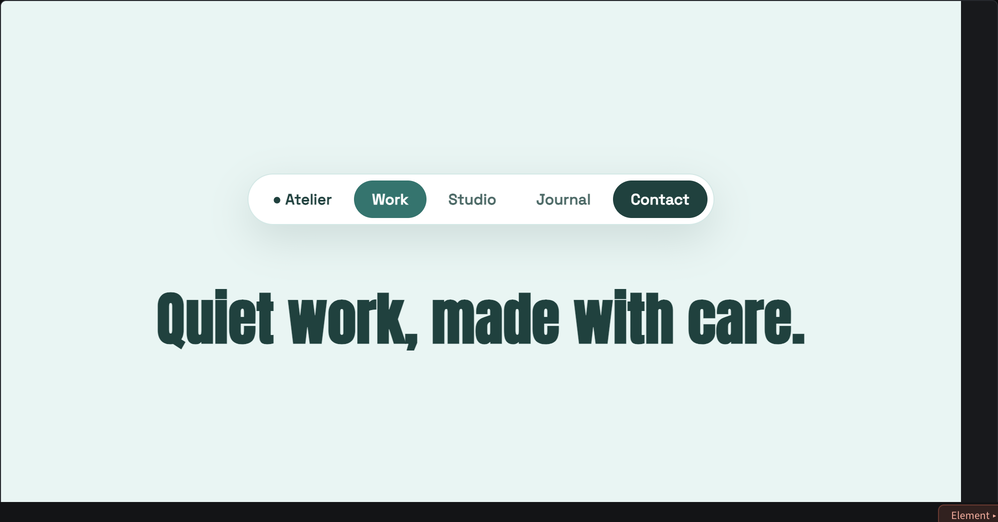 • Atelier Work Studio Journal Contact
Quiet work, made with care.
Element ▸